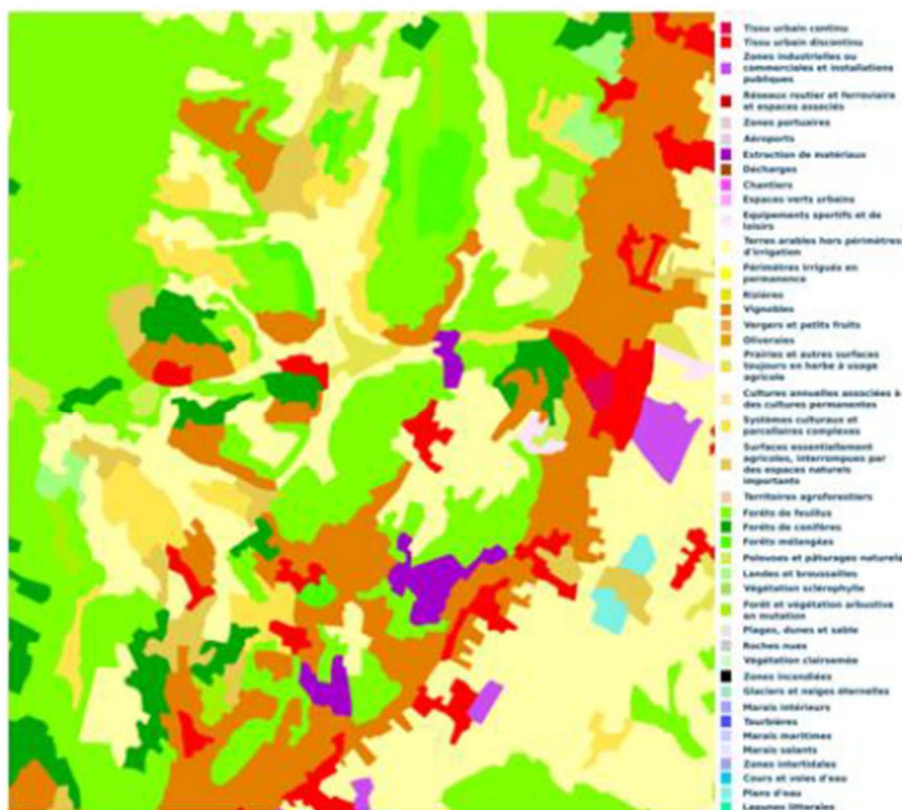 Tissu urbain continu
Tissu urbain discontinu
Zones industrielles ou
commerciales et installations
publiques
Réseaux routier et ferroviaire
et espaces associés
Zones portuaires
Aéroports
Extraction de matériaux
Décharges
Chantiers
Espaces verts urbains
Equipements sportifs et de
loisirs
Terres arables hors périmètres
d'irrigation
Périmètres irrigués en
permanence
Rizières
Vignobles
Vergers et petits fruits
Oliveraies
Prairies et autres surfaces
toujours en herbe à usage
agricole
Cultures annuelles associées à
des cultures permanentes
Systèmes culturaux et
parcellaires complexes
Surfaces essentiellement
agricoles, interrompues par
des espaces naturels
importants
Territoires agroforestiers
Forêts de feuillus
Forêts de conifères
Forêts mélangées
Pelouses et pâturages naturels
Landes et broussailles
Végétation sclérophylle
Forêt et végétation arbustive
en mutation
Plages, dunes et sable
Roches nues
Végétation clairsemée
Zones incendiées
Glaciers et neiges éternelles
Marais intérieurs
Tourbières
Marais maritimes
Marais salants
Zones intertidales
Cours et voies d'eau
Plans d'eau
Lagunes littorales